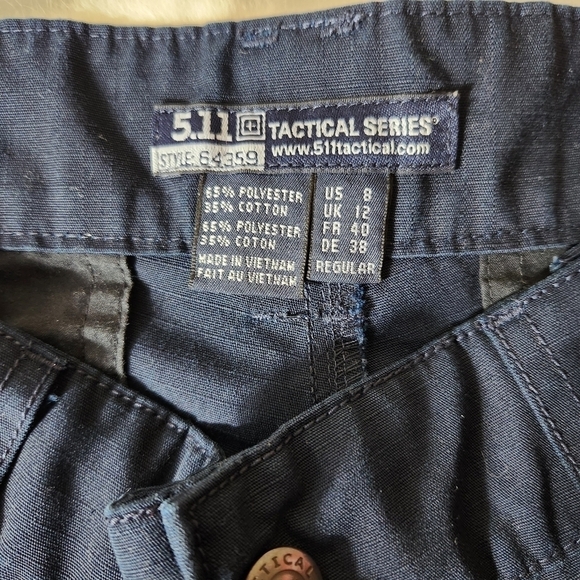 5.11 TACTICAL SERIES®
STYLE: 64359 www.511tactical.com
65% POLYESTER
35% COTTON
65% POLYESTER
35% COTON
MADE IN VIETNAM
FAIT AU VIETNAM
US 8
UK 12
FR 40
DE 38
REGULAR
TICAL